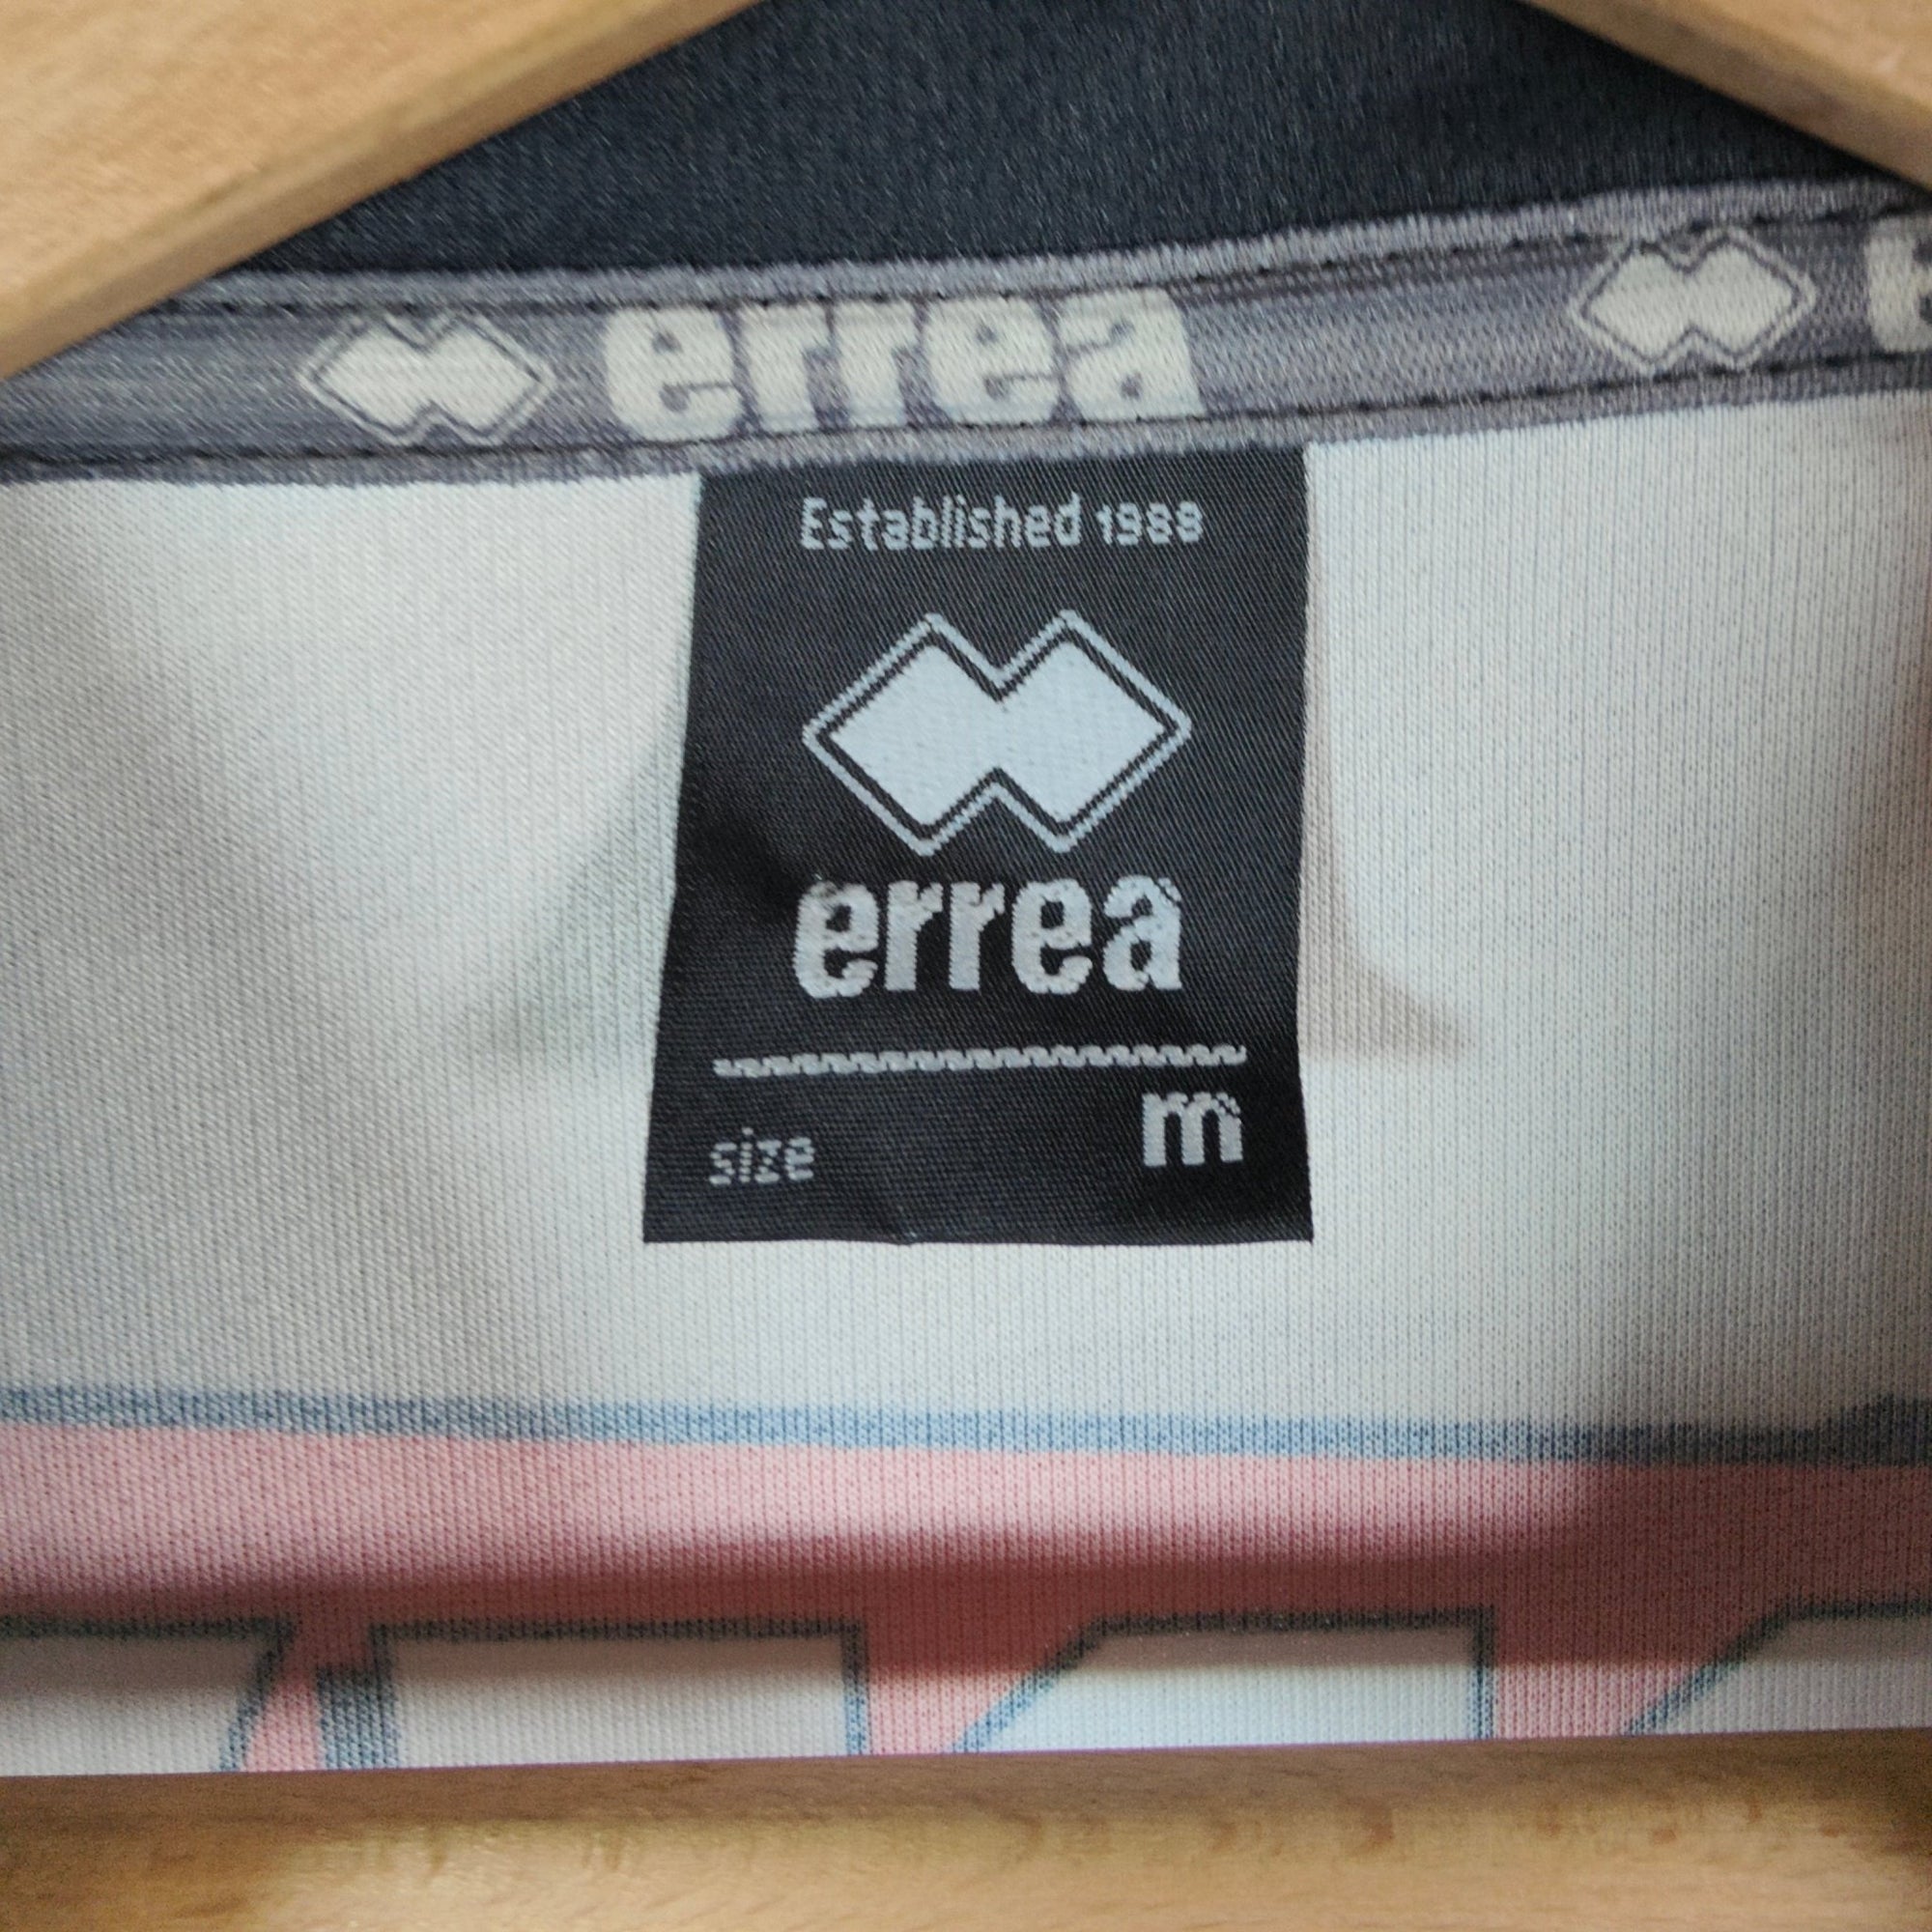 errea
Established 1988
errea
size m